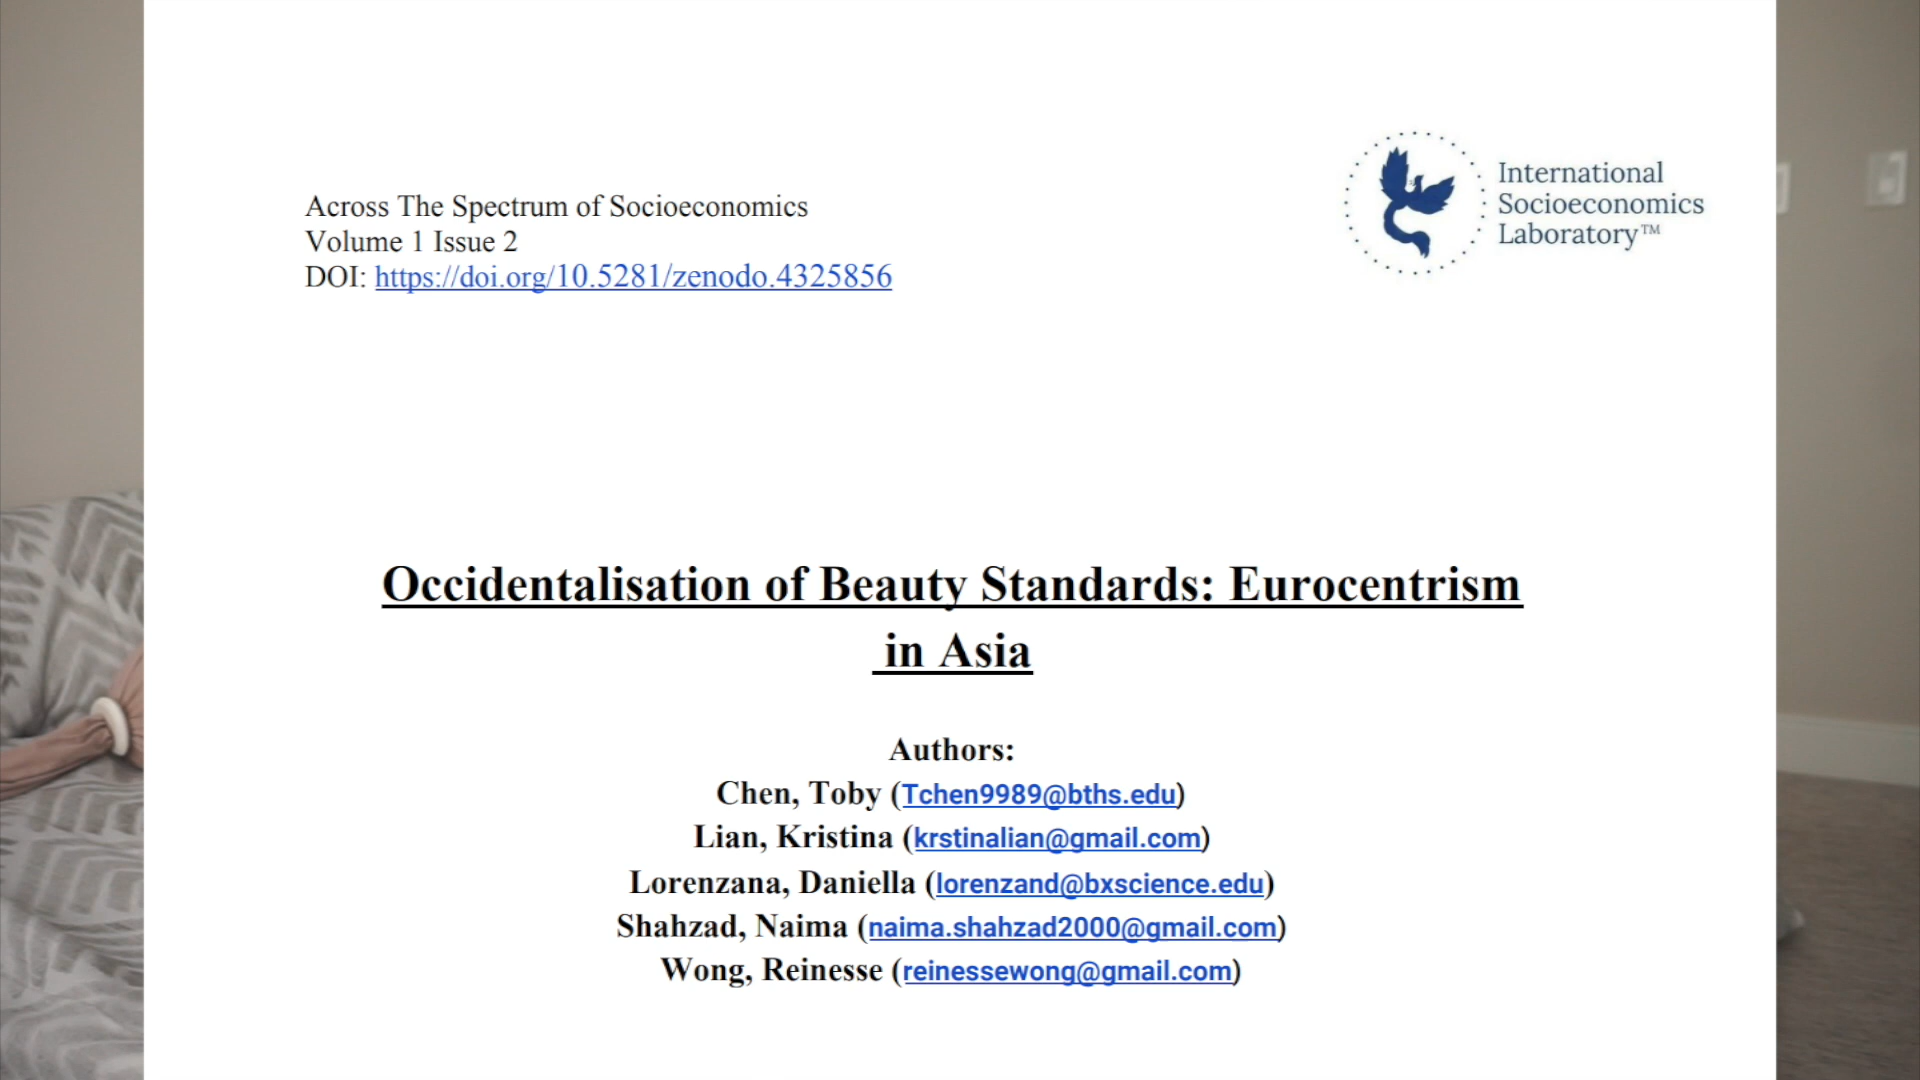 Across The Spectrum of Socioeconomics
Volume 1 Issue 2
DOI: https://doi.org/10.5281/zenodo.4325856
International
Socioeconomics
Laboratory™
Occidentalisation of Beauty Standards: Eurocentrism
in Asia
Authors:
Chen, Toby (Tchen9989@bths.edu)
Lian, Kristina (krstinalian@gmail.com)
Lorenzana, Daniella (lorenzand@bxscience.edu)
Shahzad, Naima (naima.shahzad2000@gmail.com)
Wong, Reinesse (reinessewong@gmail.com)